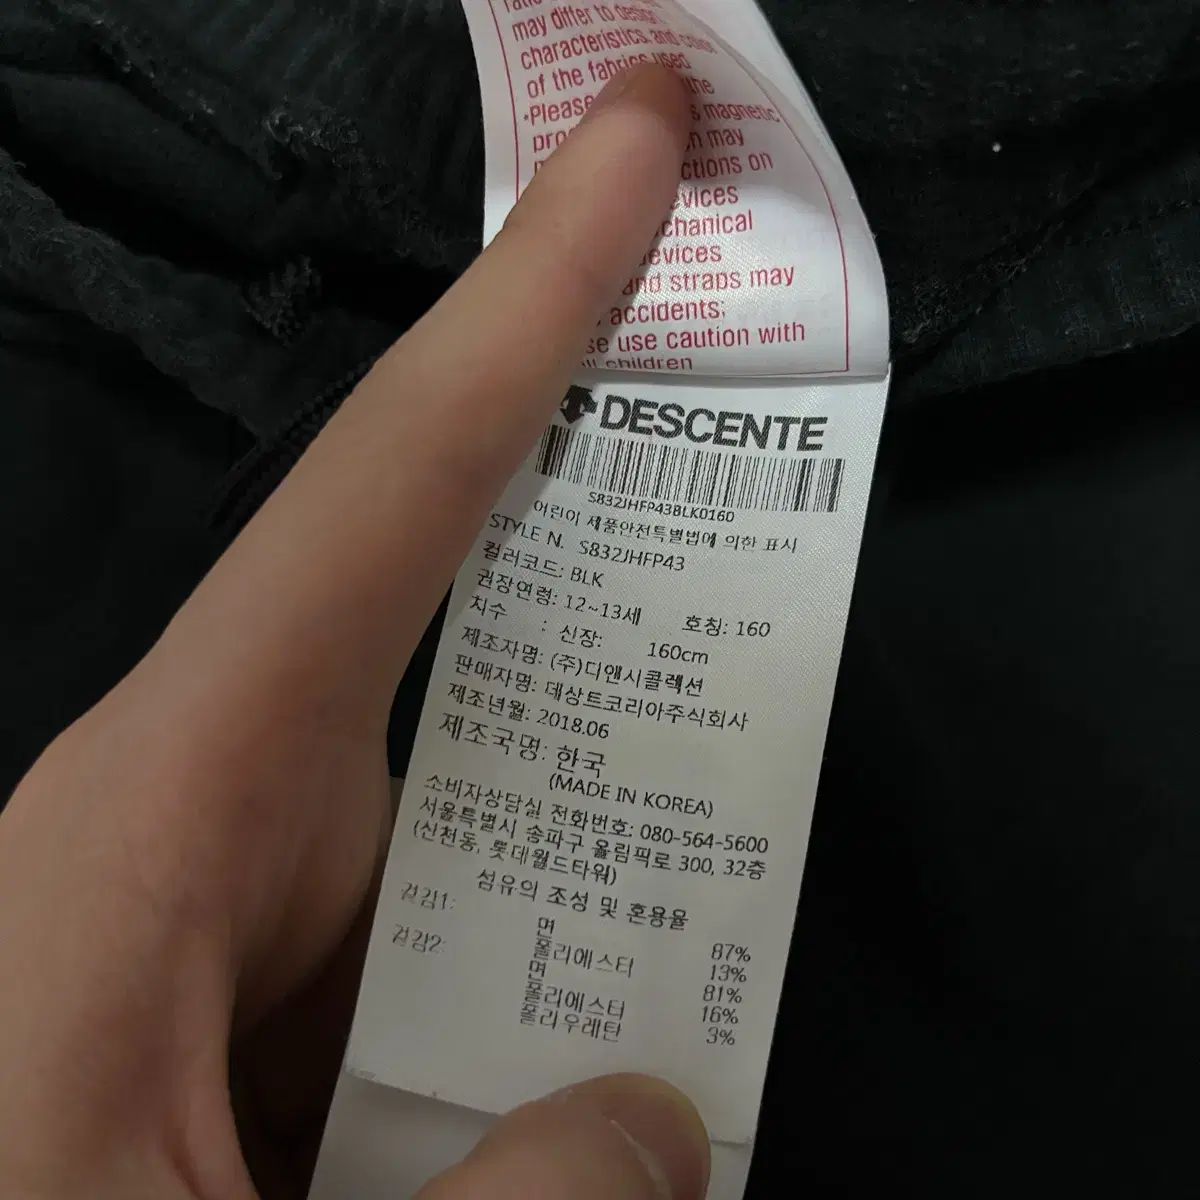 may differ to design,
characteristics, and color
of the fabrics used
the
•Please magnetic
may
on
chanical
and straps may
accidents;
use caution with
children
DESCENTE
S832JHFP43BLK0160
어린이 제품안전특별법에 의한 표시
STYLE N. S832JHFP43
컬러코드: BLK
권장연령: 12~13세 호칭: 160
치수 : 신장: 160cm
제조자명: (주)디앤시콜렉션
판매자명: 데상트코리아주식회사
제조년월: 2018.06
제조국명: 한국
(MADE IN KOREA)
소비자상담실 전화번호: 080-564-5600
서울특별시 송파구 올림픽로 300, 32층
(신천동, 롯데월드타워)
섬유의 조성 및 혼용율
겉감1: 면 87%
폴리에스터 13%
겉감2: 면 81%
폴리에스터 16%
폴리우레탄 3%